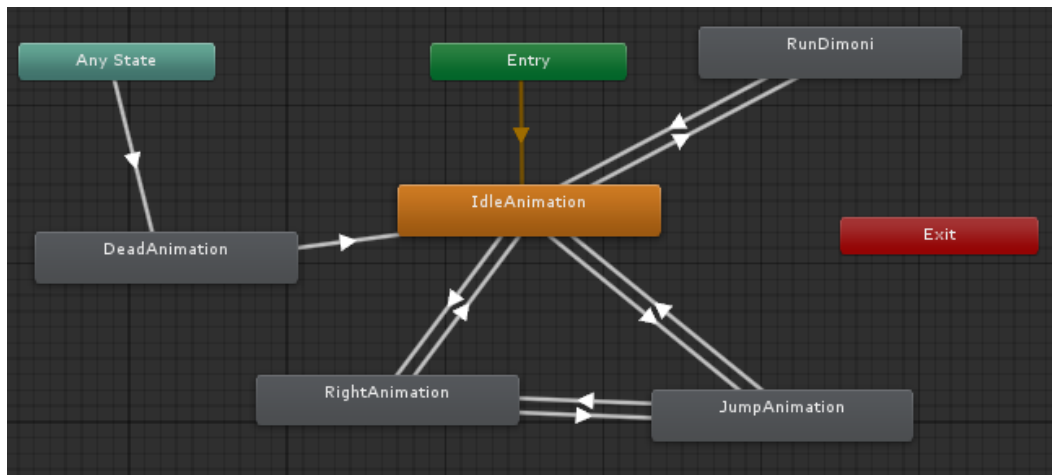 RunDimoni
Any State
Entry
IdleAnimation
Exit
DeadAnimation
RightAnimation
JumpAnimation